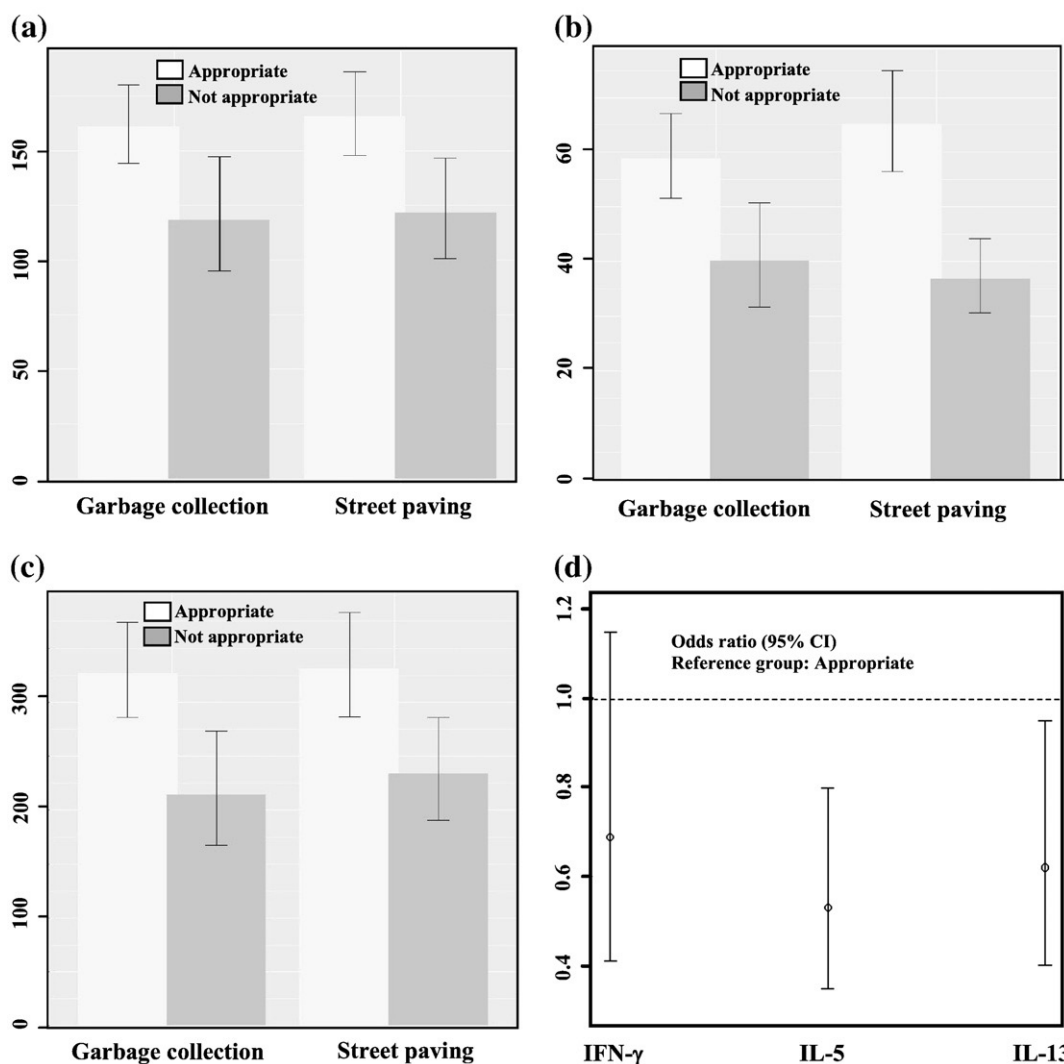 (a)
Appropriate
Not appropriate
150
100
50
0
Garbage collection Street paving
(b)
Appropriate
Not appropriate
60
40
20
0
Garbage collection Street paving
(c)
Appropriate
Not appropriate
300
200
100
0
Garbage collection Street paving
(d)
1.2
Odds ratio (95% CI)
Reference group: Appropriate
1.0
0.8
0.6
0.4
IFN-γ IL-5 IL-13